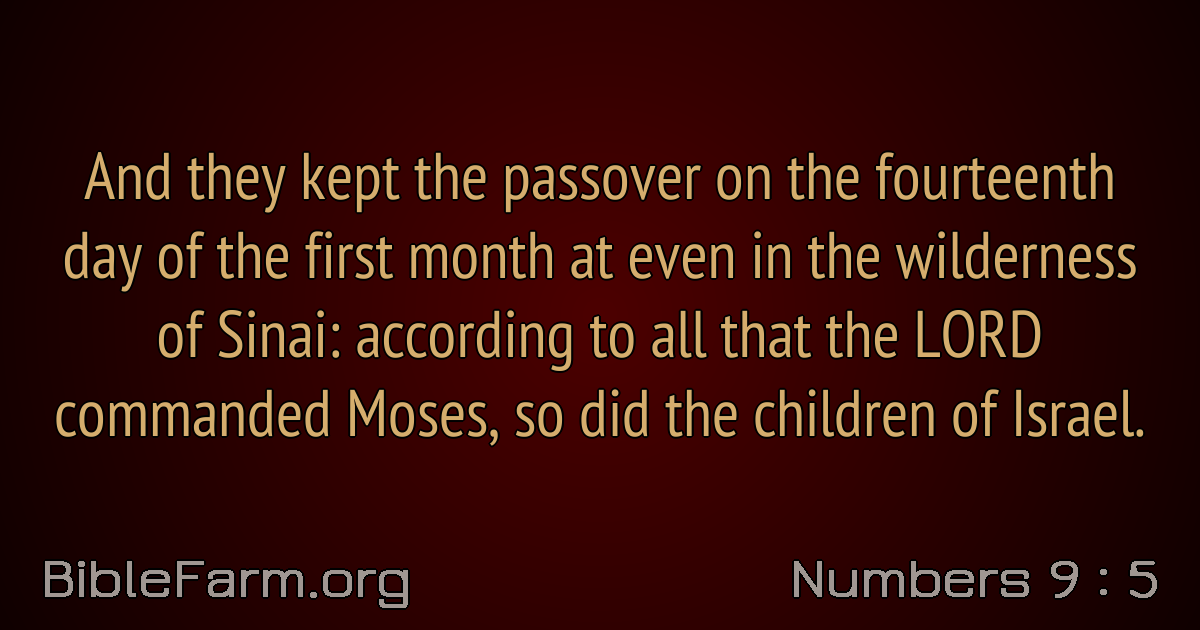 And they kept the passover on the fourteenth
day of the first month at even in the wilderness
of Sinai: according to all that the LORD
commanded Moses, so did the children of Israel.
BibleFarm.org
Numbers 9 : 5